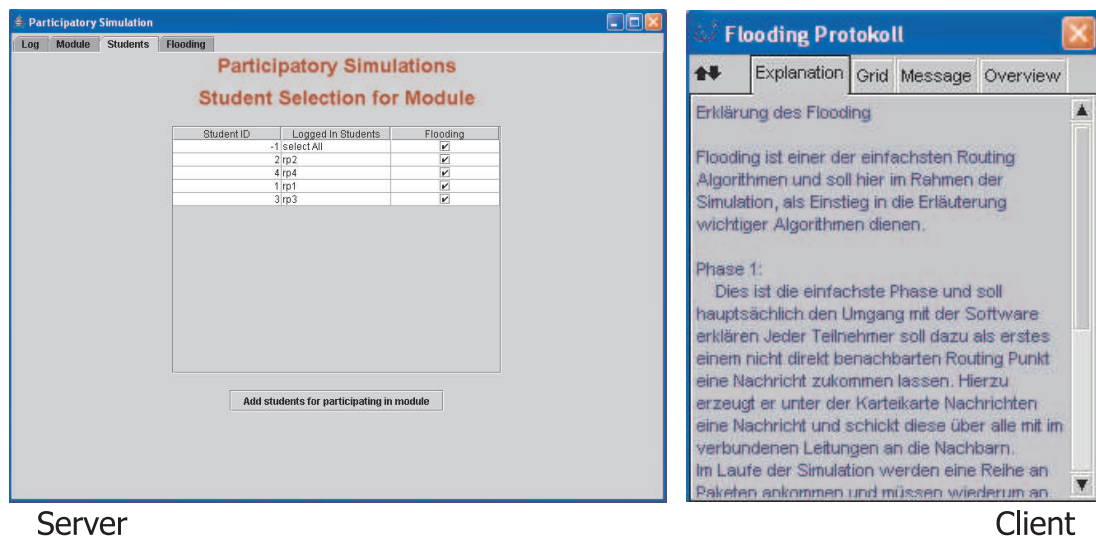 Participatory Simulation
Log Module Students Flooding
Participatory Simulations
Student Selection for Module
Student ID Logged In Students Flooding
-1 select All
2 rp2
4 rp4
1 rp1
3 rp3
Add students for participating in module
Server
Flooding Protokoll
Explanation Grid Message Overview
Erklärung des Flooding
Flooding ist einer der einfachsten Routing
Algorithmen und soll hier im Rahmen der
Simulation, als Einstieg in die Erläuterung
wichtiger Algorithmen dienen.
Phase 1:
Dies ist die einfachste Phase und soll
hauptsächlich den Umgang mit der Software
erklären Jeder Teilnehmer soll dazu als erstes
einem nicht direkt benachbarten Routing Punkt
eine Nachricht zukommen lassen. Hierzu
erzeugt er unter der Karteikarte Nachrichten
eine Nachricht und schickt diese über alle mit im
verbundenen Leitungen an die Nachbarn.
Im Laufe der Simulation werden eine Reihe an
Paketen ankommen und müssen wiederum an
Client